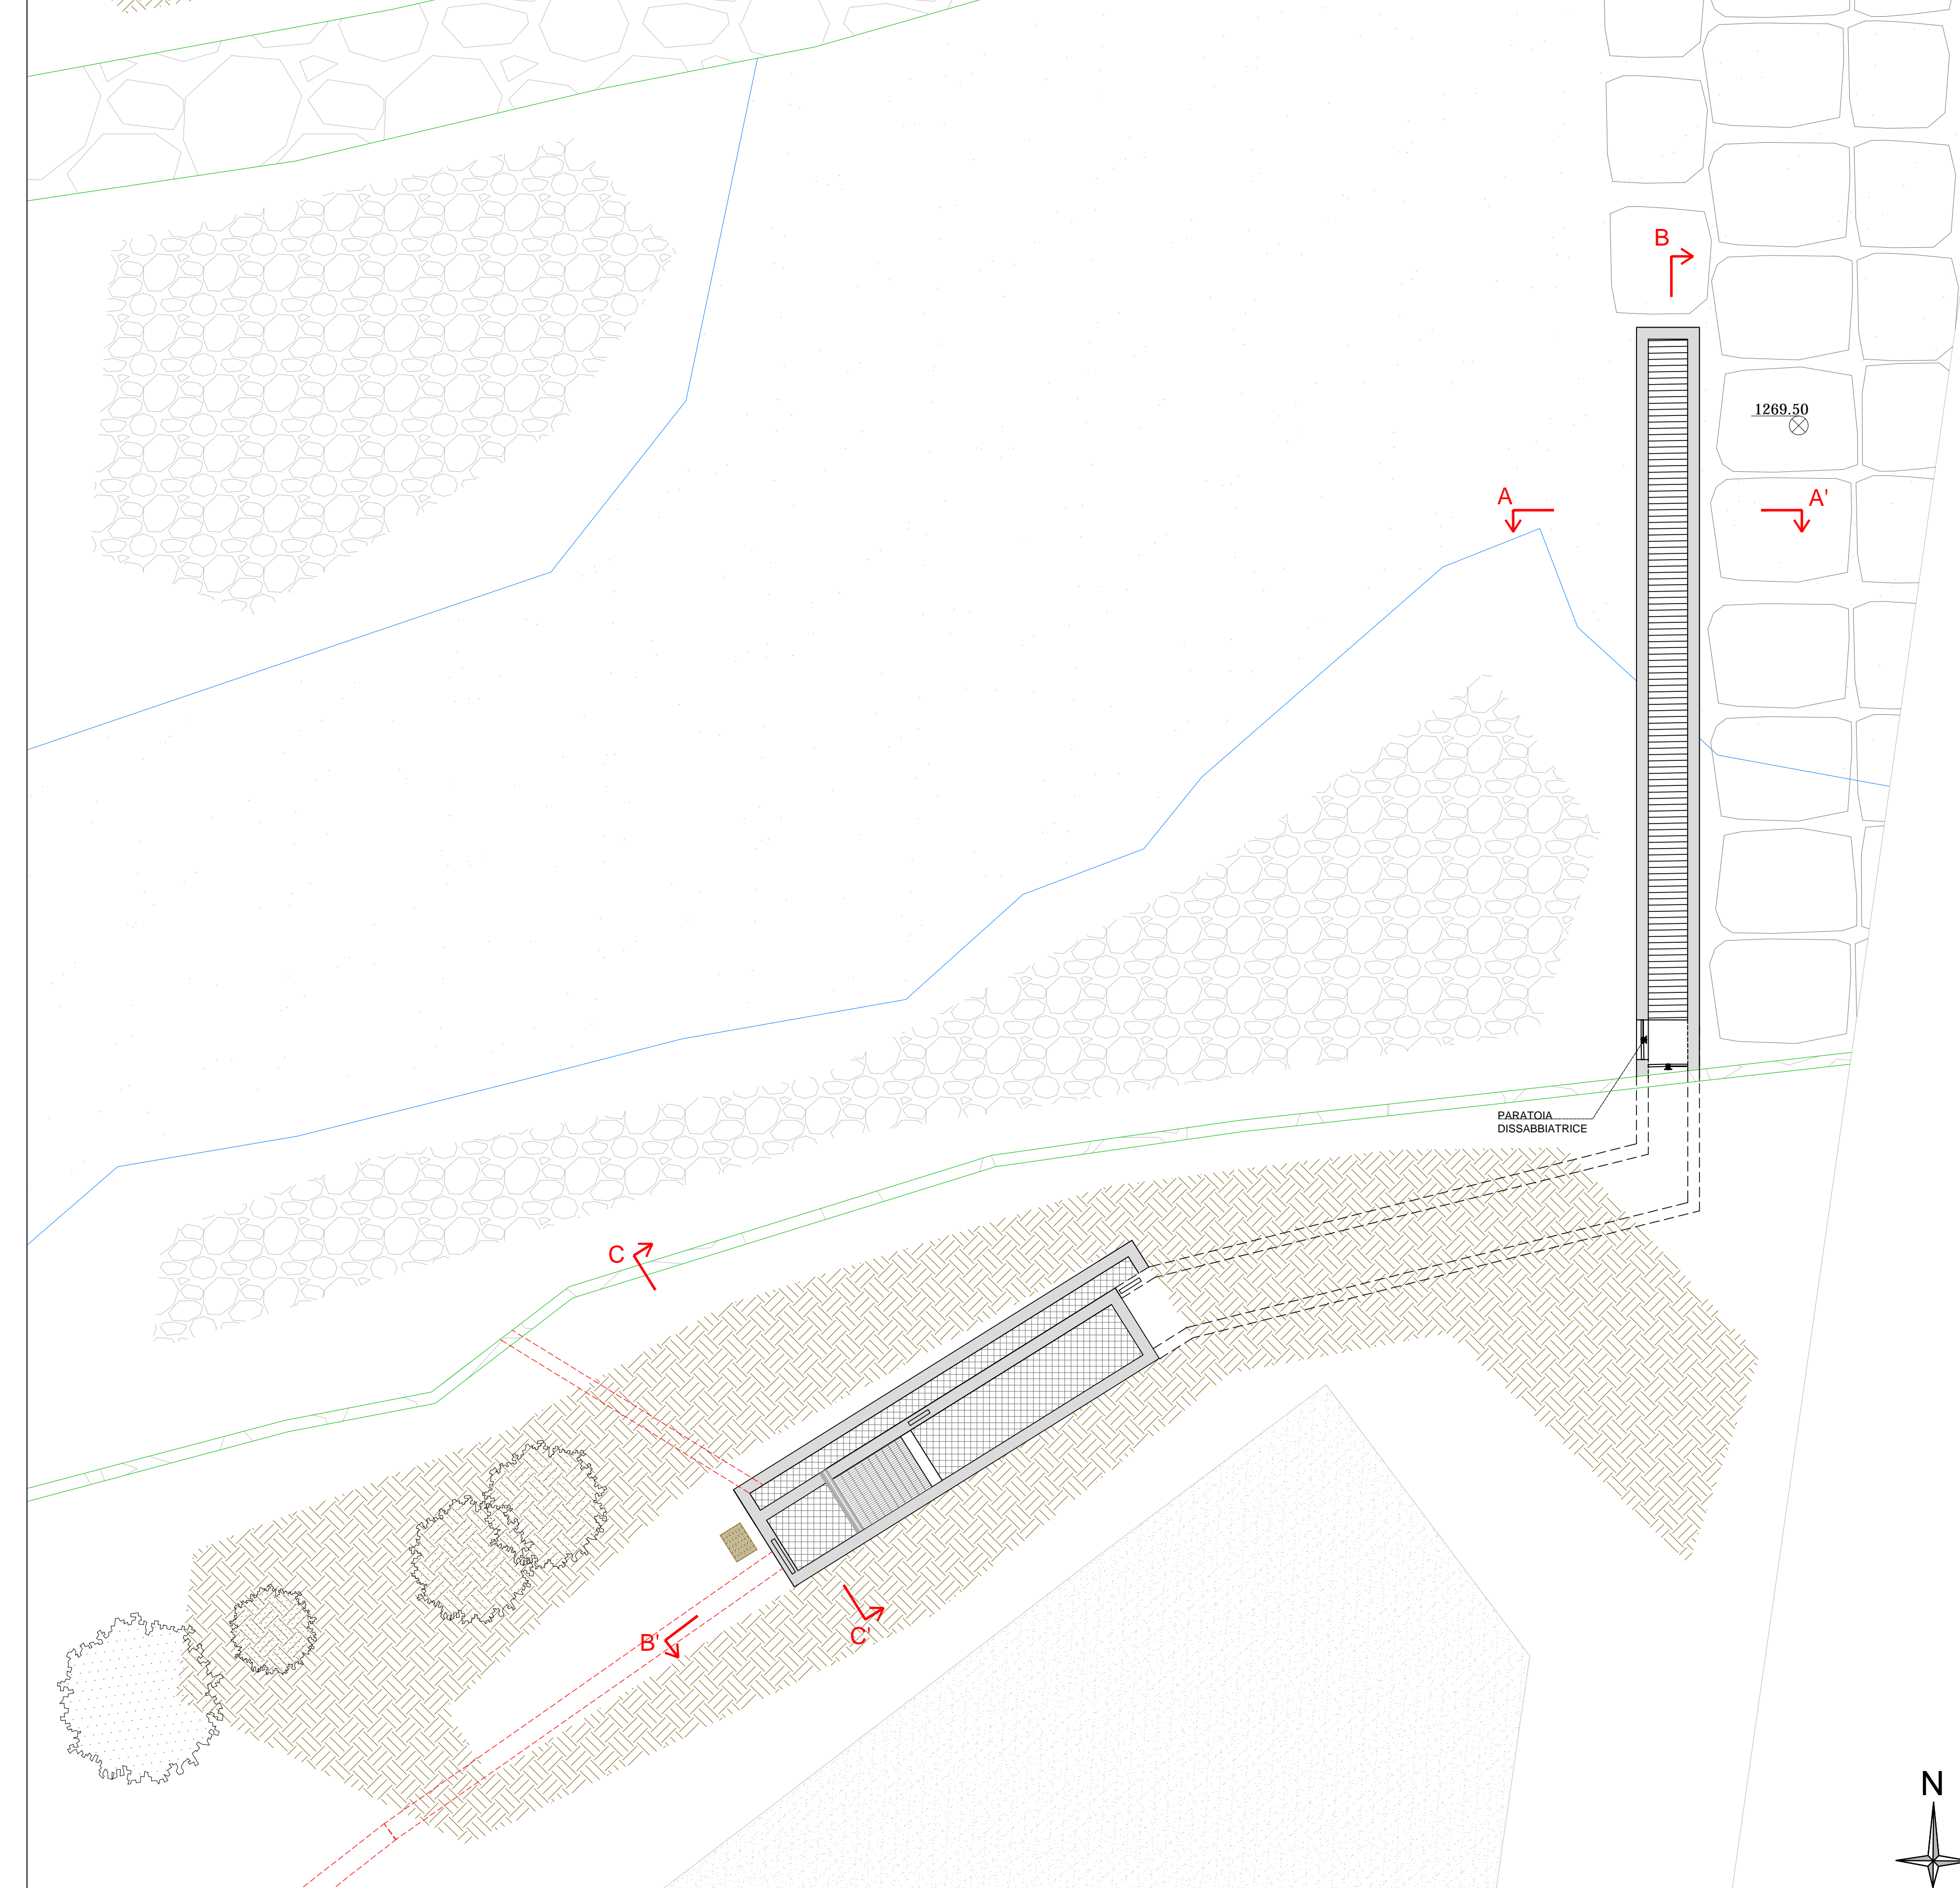 B
1269.50
A
A'
PARATOIA
DISSABBIATRICE
C
B'
C'
N